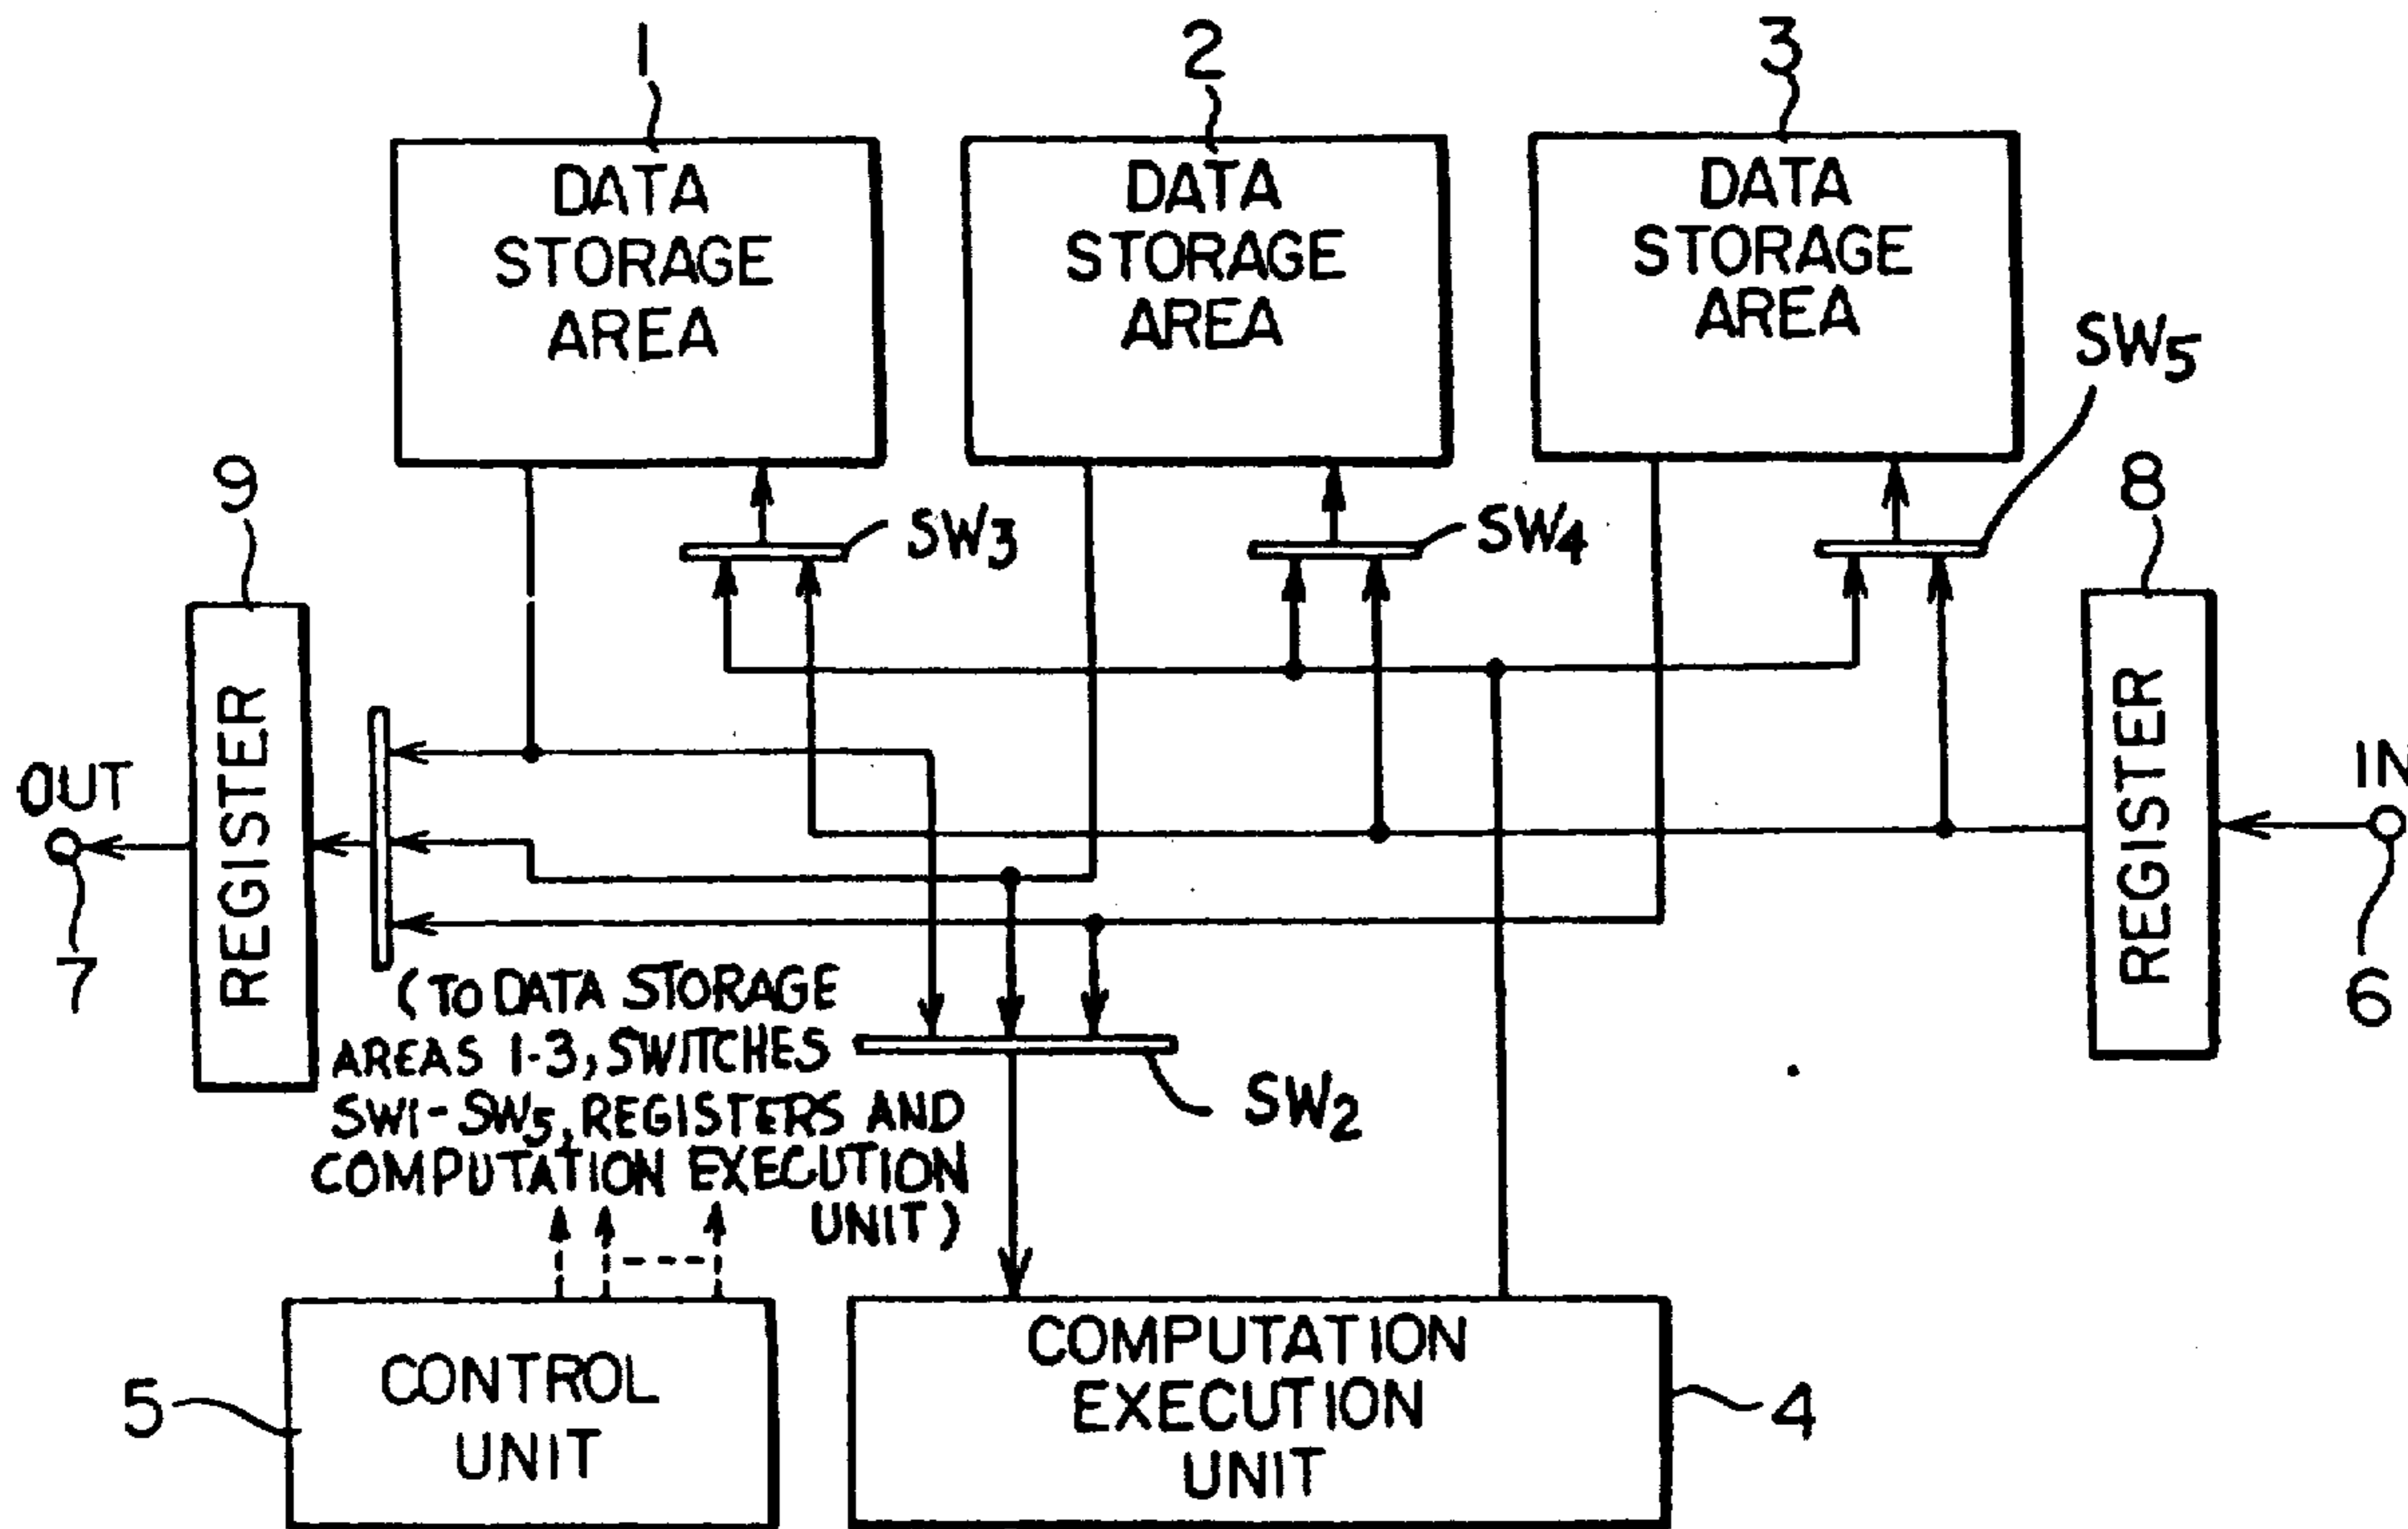 1
2
3
DATA
STORAGE
AREA
DATA
STORAGE
AREA
DATA
STORAGE
AREA
SW5
9
SW3
SW4
8
REGISTER
REGISTER
OUT
IN
7
6
(TO DATA STORAGE
AREAS 1-3, SWITCHES
SW1-SW5, REGISTERS AND
COMPUTATION EXECUTION
UNIT)
SW2
5
CONTROL
UNIT
COMPUTATION
EXECUTION
UNIT
4